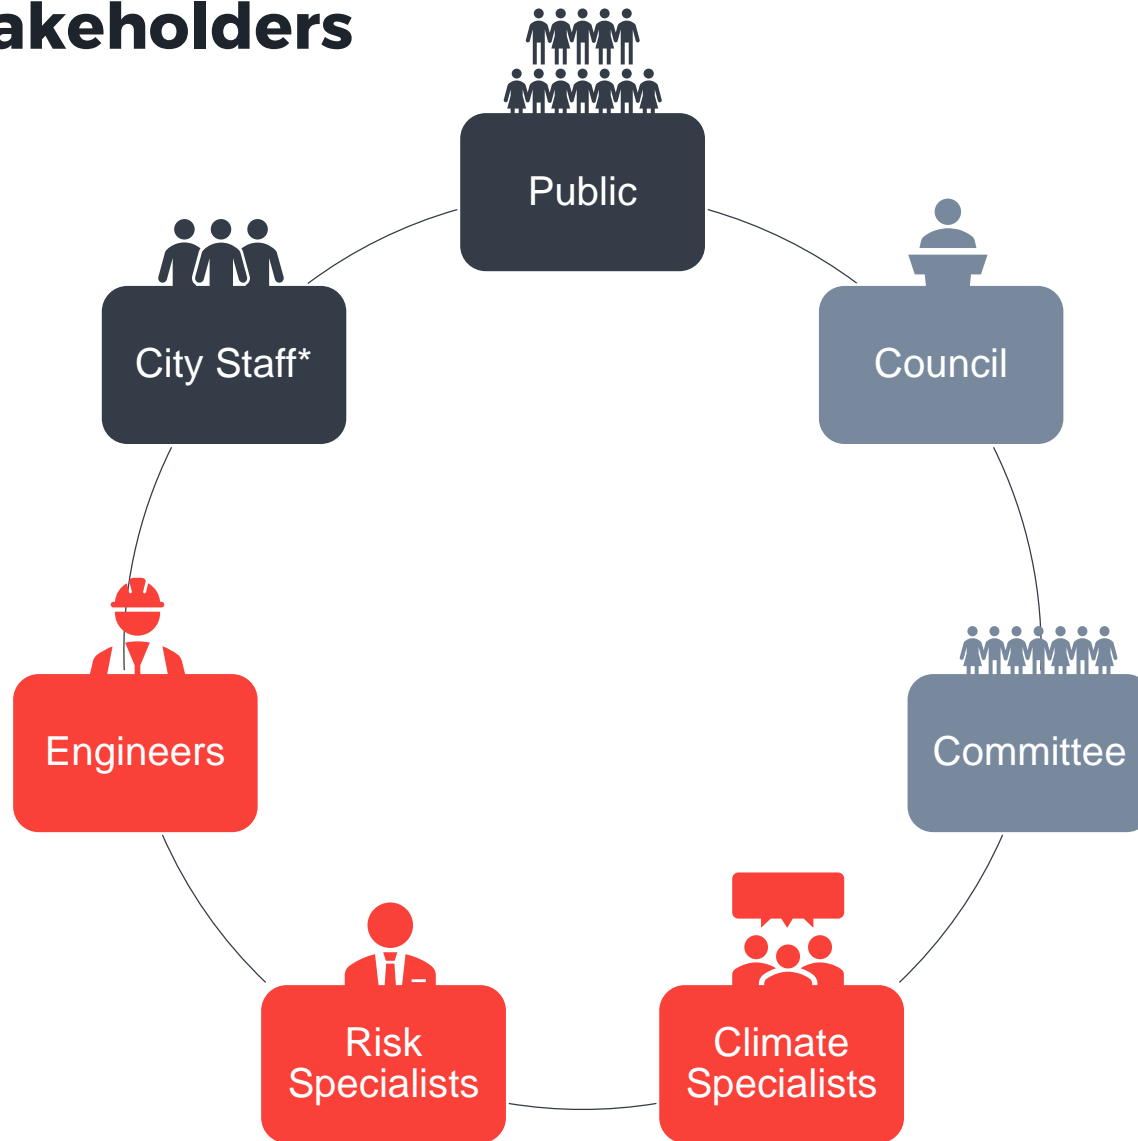 akeholders
Public
City Staff*
Council
Engineers
Committee
Risk
Specialists
Climate
Specialists